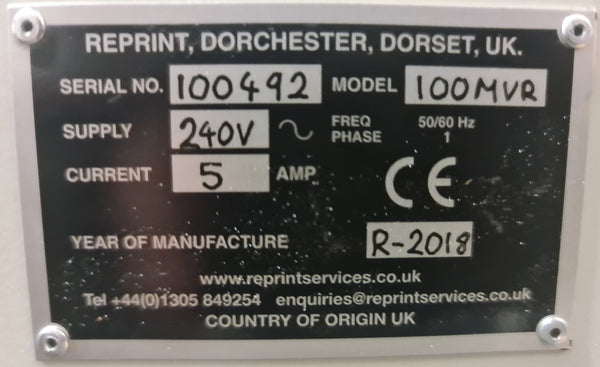 REPRINT, DORCHESTER, DORSET, UK.
SERIAL NO. 100492 MODEL 100MVR
SUPPLY 240V ~ FREQ 50/60 Hz
PHASE 1
CURRENT 5 AMP CE
YEAR OF MANUFACTURE R-2018
www.reprintservices.co.uk
Tel +44(0)1305 849254 enquiries@reprintservices.co.uk
COUNTRY OF ORIGIN UK